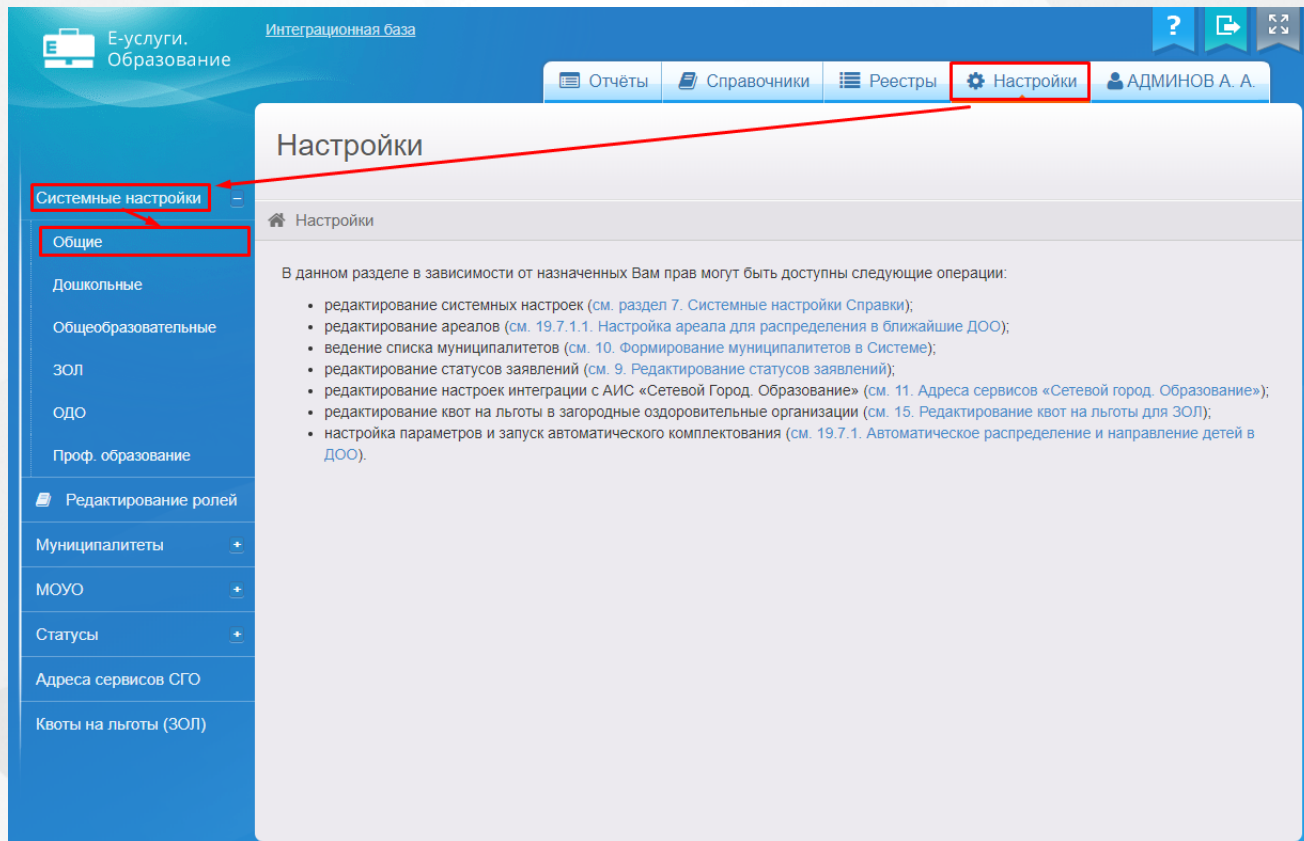 Е-услуги.
Образование
Интеграционная база
?
Отчёты
Справочники
Реестры
Настройки
АДМИНОВ А. А.
Настройки
Системные настройки
Общие
Дошкольные
Общеобразовательные
ЗОЛ
ОДО
Проф. образование
Редактирование ролей
Муниципалитеты
МОУО
Статусы
Адреса сервисов СГО
Квоты на льготы (ЗОЛ)
Настройки
В данном разделе в зависимости от назначенных Вам прав могут быть доступны следующие операции:
• редактирование системных настроек (см. раздел 7. Системные настройки Справки);
• редактирование ареалов (см. 19.7.1.1. Настройка ареала для распределения в ближайшие ДОО);
• ведение списка муниципалитетов (см. 10. Формирование муниципалитетов в Системе);
• редактирование статусов заявлений (см. 9. Редактирование статусов заявлений);
• редактирование настроек интеграции с АИС «Сетевой Город. Образование» (см. 11. Адреса сервисов «Сетевой город. Образование»);
• редактирование квот на льготы в загородные оздоровительные организации (см. 15. Редактирование квот на льготы для ЗОЛ);
• настройка параметров и запуск автоматического комплектования (см. 19.7.1. Автоматическое распределение и направление детей в
ДОО).